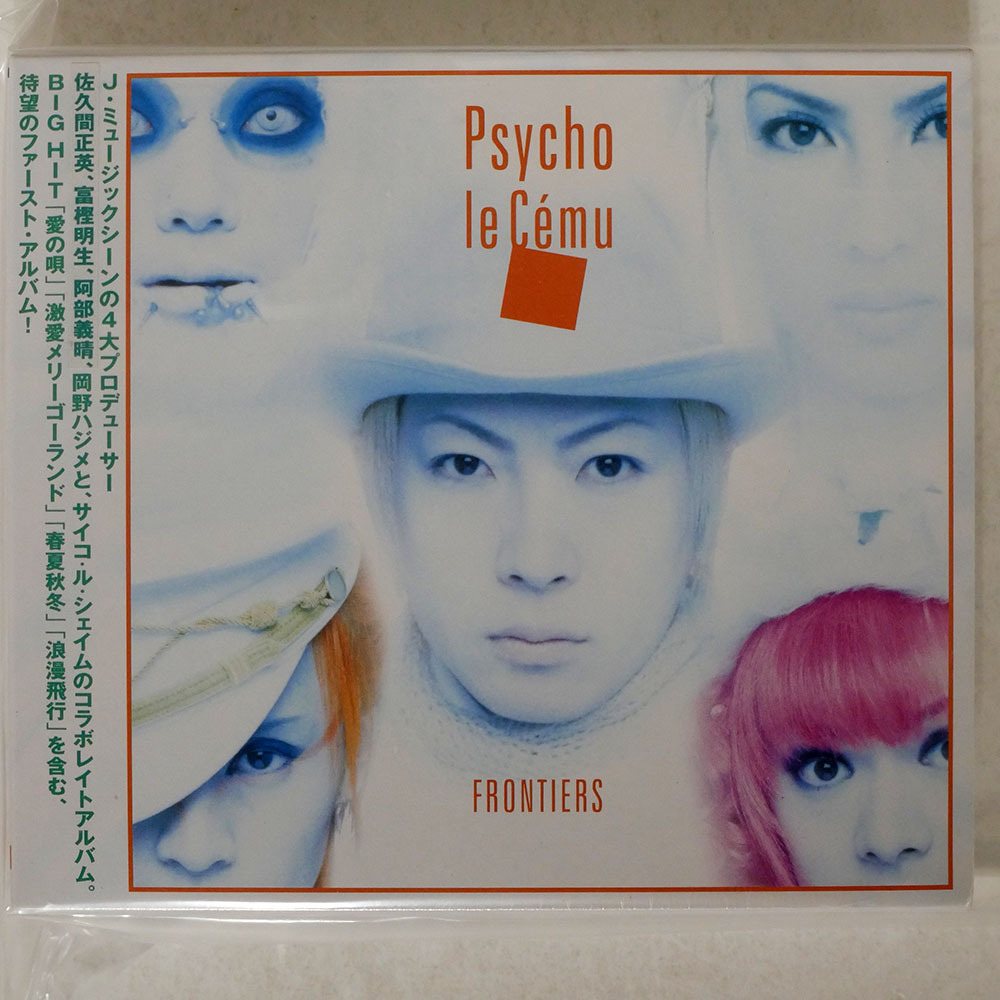 J・ミュージックシーンの4大プロデューサー
佐久間正英、富樫明生、阿部義晴、岡野ハジメと、サイコ・ル・シェイムのコラボレイトアルバム。
BIG HIT「愛の唄」「激愛メリーゴーランド」「春夏秋冬」「浪漫飛行」を含む、
待望のファースト・アルバム!
Psycho
le Cému
FRONTIERS